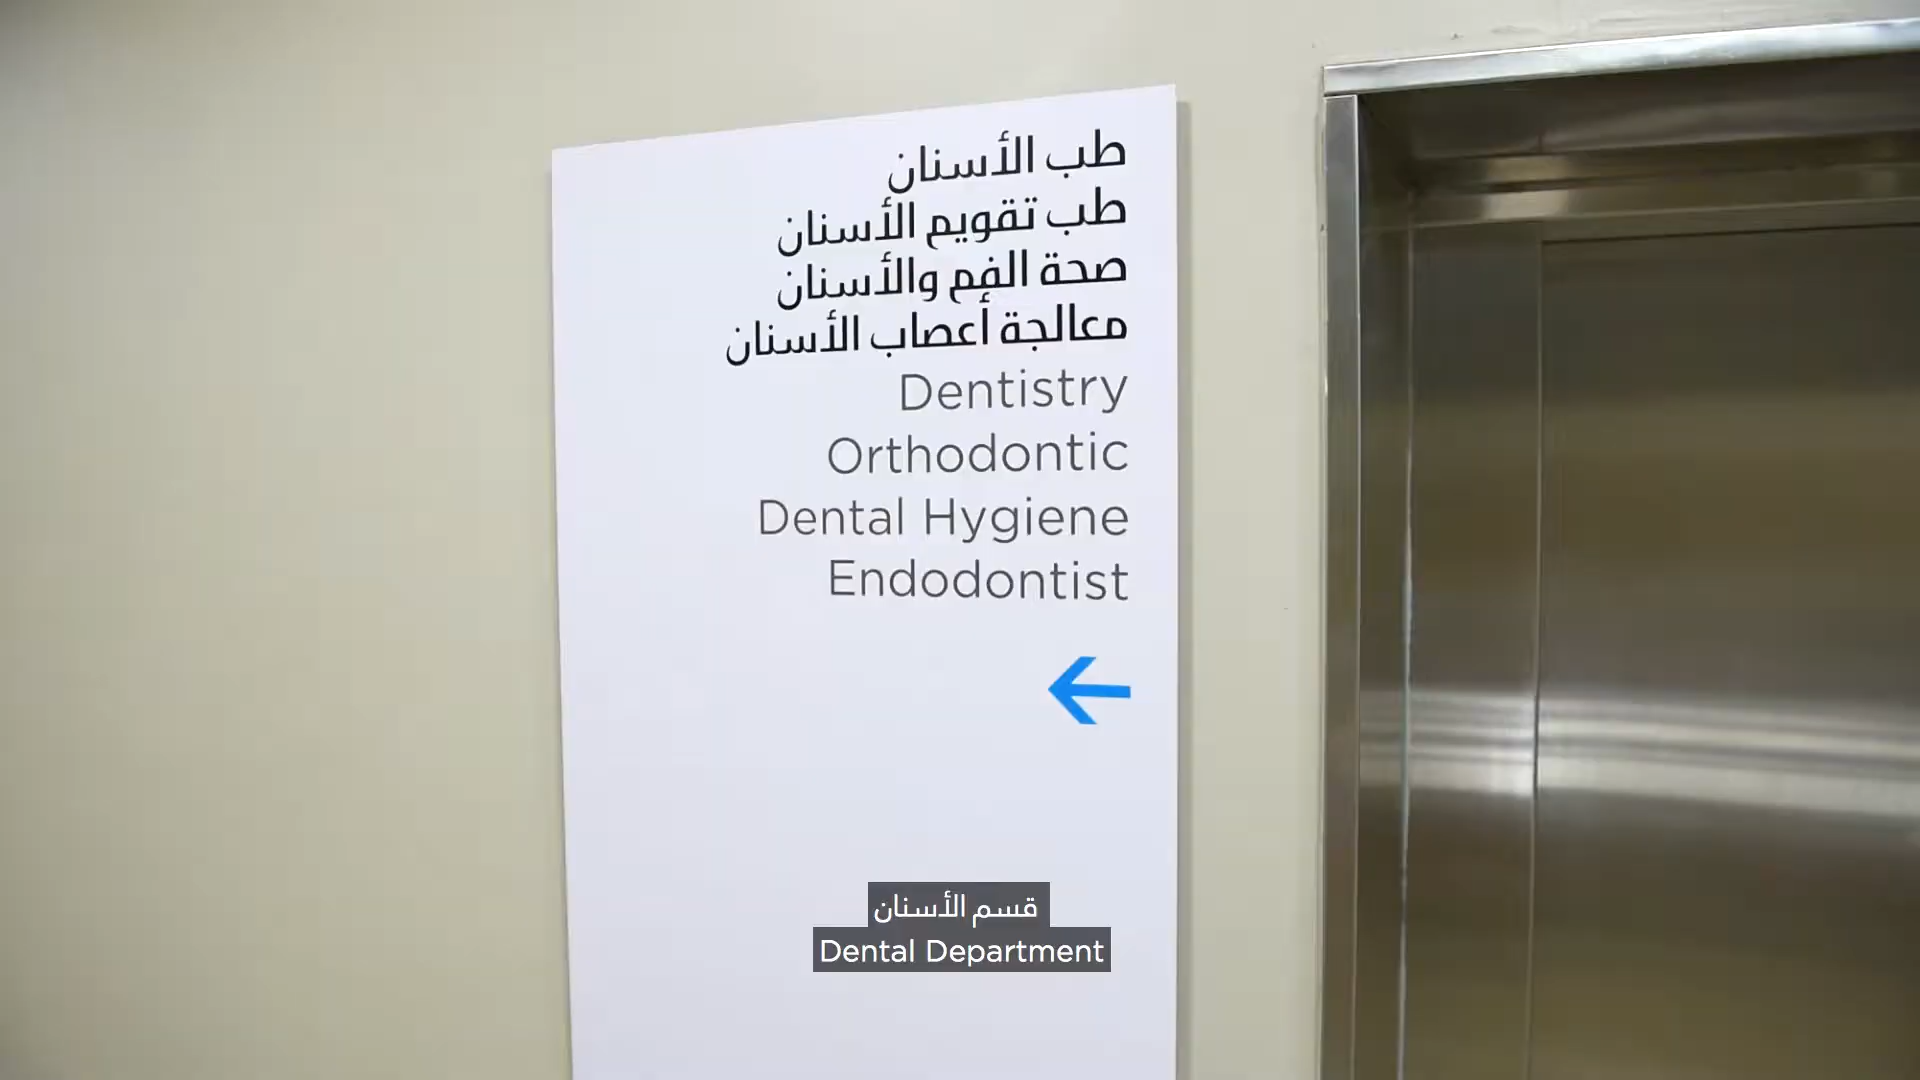 طب الأسنان
طب تقويم الأسنان
صحة الفم والأسنان
معالجة أعصاب الأسنان
Dentistry
Orthodontic
Dental Hygiene
Endodontist
قسم الأسنان
Dental Department